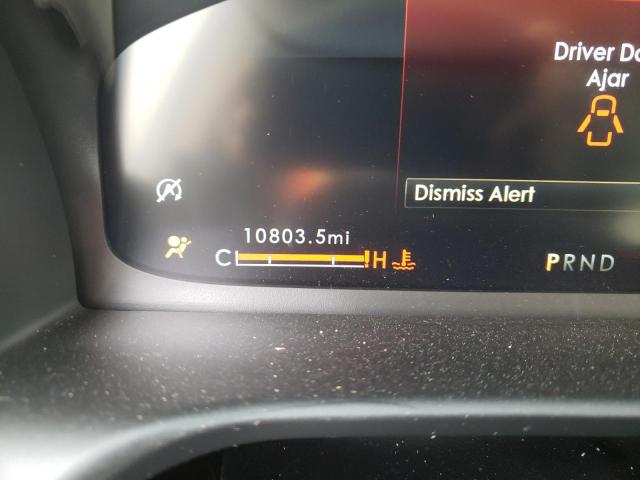 Driver Do
Ajar
Dismiss Alert
10803.5mi
C H
PRND